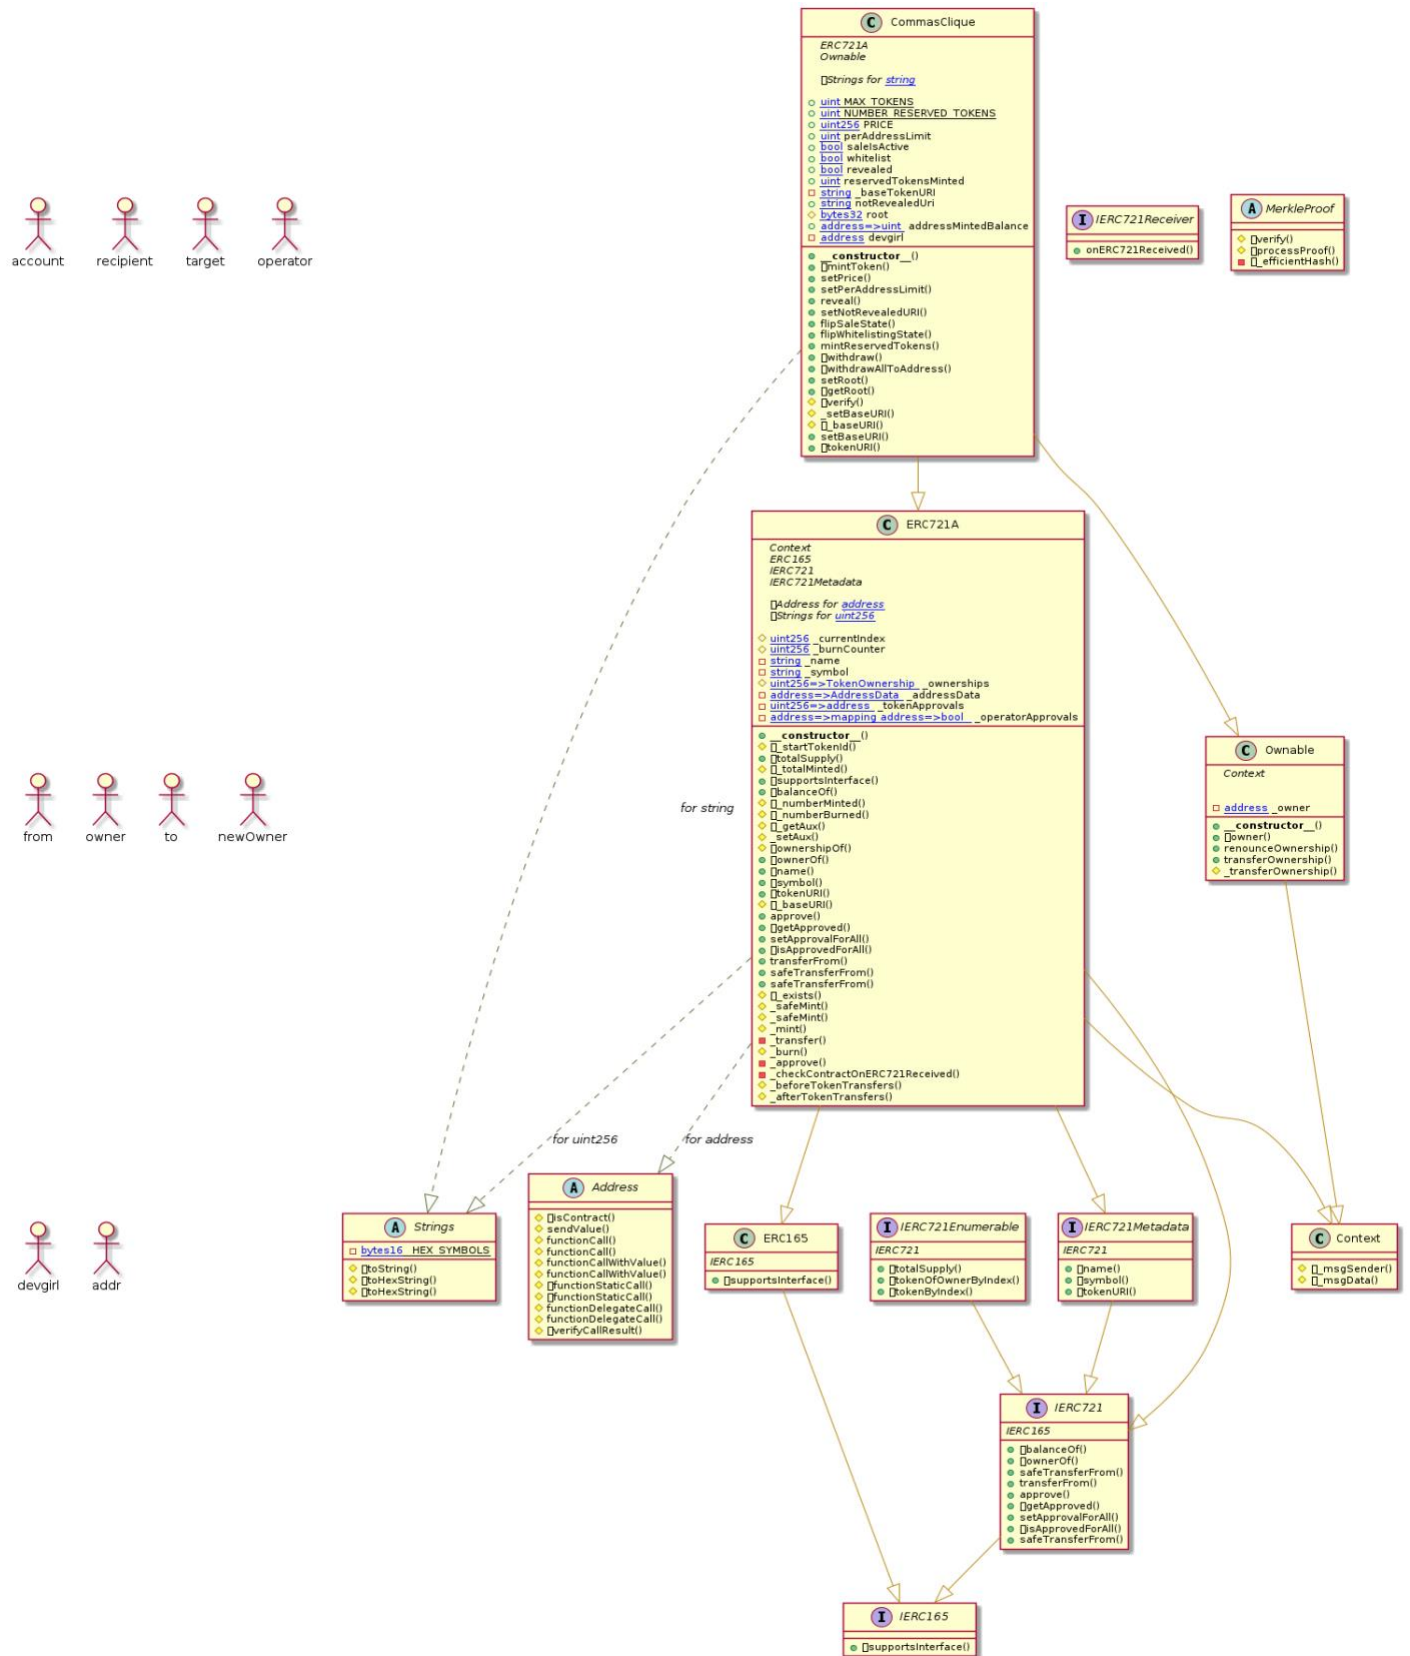 CommasClique
ERC721A
Ownable
▯Strings for string
uint MAX_TOKENS
uint NUMBER_RESERVED_TOKENS
uint256 PRICE
uint perAddressLimit
bool saleIsActive
bool whitelist
bool revealed
uint reservedTokensMinted
string _baseTokenURI
string notRevealedUri
bytes32 root
address=>uint addressMintedBalance
address devgirl
__constructor__()
▯mintToken()
setPrice()
setPerAddressLimit()
reveal()
setNotRevealedURI()
flipSaleState()
flipWhitelistingState()
mintReservedTokens()
▯withdraw()
▯withdrawAllToAddress()
setRoot()
▯getRoot()
▯verify()
_setBaseURI()
▯_baseURI()
setBaseURI()
▯tokenURI()
account
recipient
target
operator
IERC721Receiver
onERC721Received()
MerkleProof
▯verify()
▯processProof()
▯_efficientHash()
ERC721A
Context
ERC165
IERC721
IERC721Metadata
▯Address for address
▯Strings for uint256
uint256 _currentIndex
uint256 _burnCounter
string _name
string _symbol
uint256=>TokenOwnership _ownerships
address=>AddressData _addressData
uint256=>address _tokenApprovals
address=>mapping address=>bool _operatorApprovals
__constructor__()
▯_startTokenId()
▯totalSupply()
▯_totalMinted()
▯supportsInterface()
▯balanceOf()
▯_numberMinted()
▯_numberBurned()
▯_getAux()
_setAux()
▯ownershipOf()
▯ownerOf()
▯name()
▯symbol()
▯tokenURI()
▯_baseURI()
approve()
▯getApproved()
setApprovalForAll()
▯isApprovedForAll()
transferFrom()
safeTransferFrom()
safeTransferFrom()
▯_exists()
_safeMint()
_safeMint()
_mint()
_transfer()
_burn()
_approve()
_checkContractOnERC721Received()
_beforeTokenTransfers()
_afterTokenTransfers()
from
owner
to
newOwner
for string
Ownable
Context
address _owner
__constructor__()
▯owner()
renounceOwnership()
transferOwnership()
_transferOwnership()
for uint256
for address
devgirl
addr
Strings
bytes16 _HEX_SYMBOLS
▯toString()
▯toHexString()
▯toHexString()
Address
▯isContract()
sendValue()
functionCall()
functionCall()
functionCallWithValue()
functionCallWithValue()
▯functionStaticCall()
▯functionStaticCall()
functionDelegateCall()
functionDelegateCall()
▯verifyCallResult()
ERC165
IERC165
▯supportsInterface()
IERC721Enumerable
IERC721
▯totalSupply()
▯tokenOfOwnerByIndex()
▯tokenByIndex()
IERC721Metadata
IERC721
▯name()
▯symbol()
▯tokenURI()
Context
▯_msgSender()
▯_msgData()
IERC721
IERC165
▯balanceOf()
▯ownerOf()
safeTransferFrom()
transferFrom()
approve()
▯getApproved()
setApprovalForAll()
▯isApprovedForAll()
safeTransferFrom()
IERC165
▯supportsInterface()